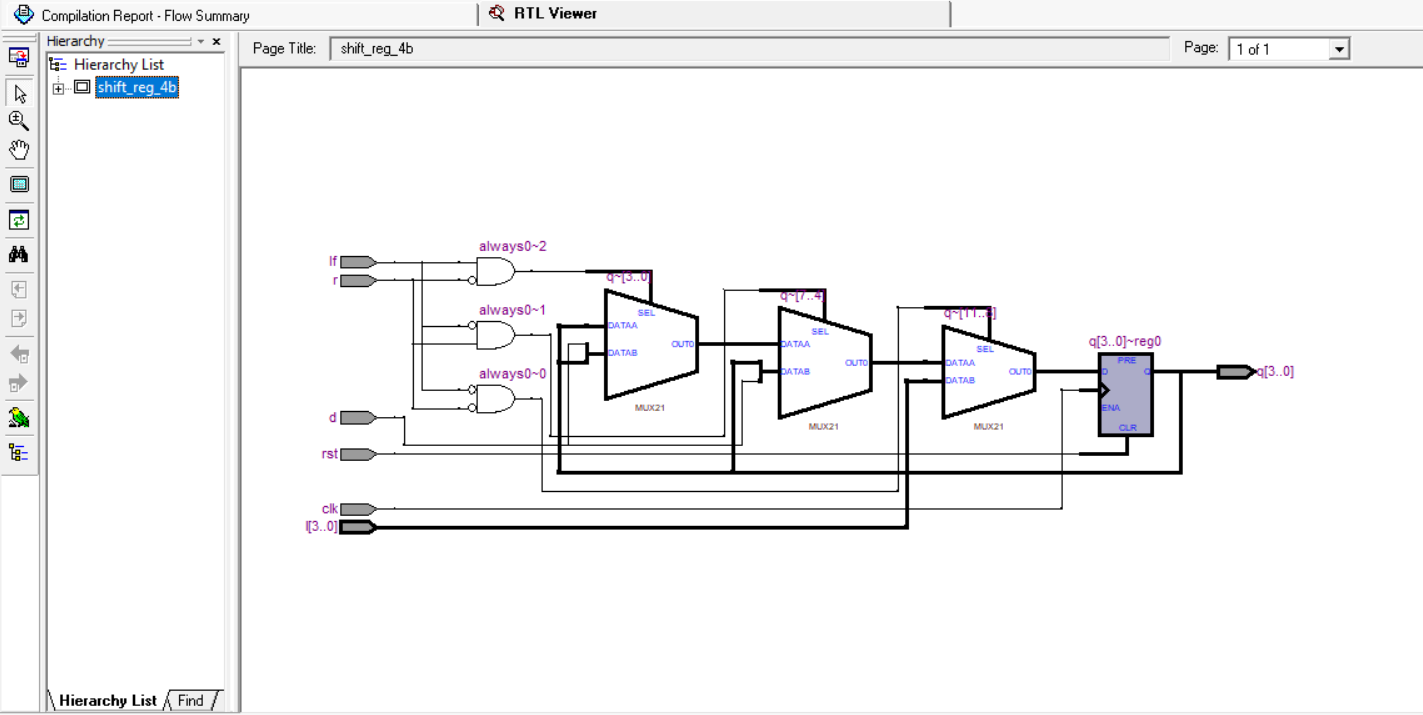 Compilation Report - Flow Summary
RTL Viewer
Hierarchy
Page Title: shift_reg_4b
Page: 1 of 1
Hierarchy List
shift_reg_4b
always0~2
lf
r
q~[3..0]
SEL
DATAA
DATAB
OUT0
MUX21
always0~1
q~[7..4]
SEL
DATAA
DATAB
OUT0
MUX21
always0~0
q~[11..8]
SEL
DATAA
DATAB
OUT0
MUX21
q[3..0]~reg0
PRE
D
Q
ENA
CLR
q[3..0]
d
rst
clk
l[3..0]
Hierarchy List
Find